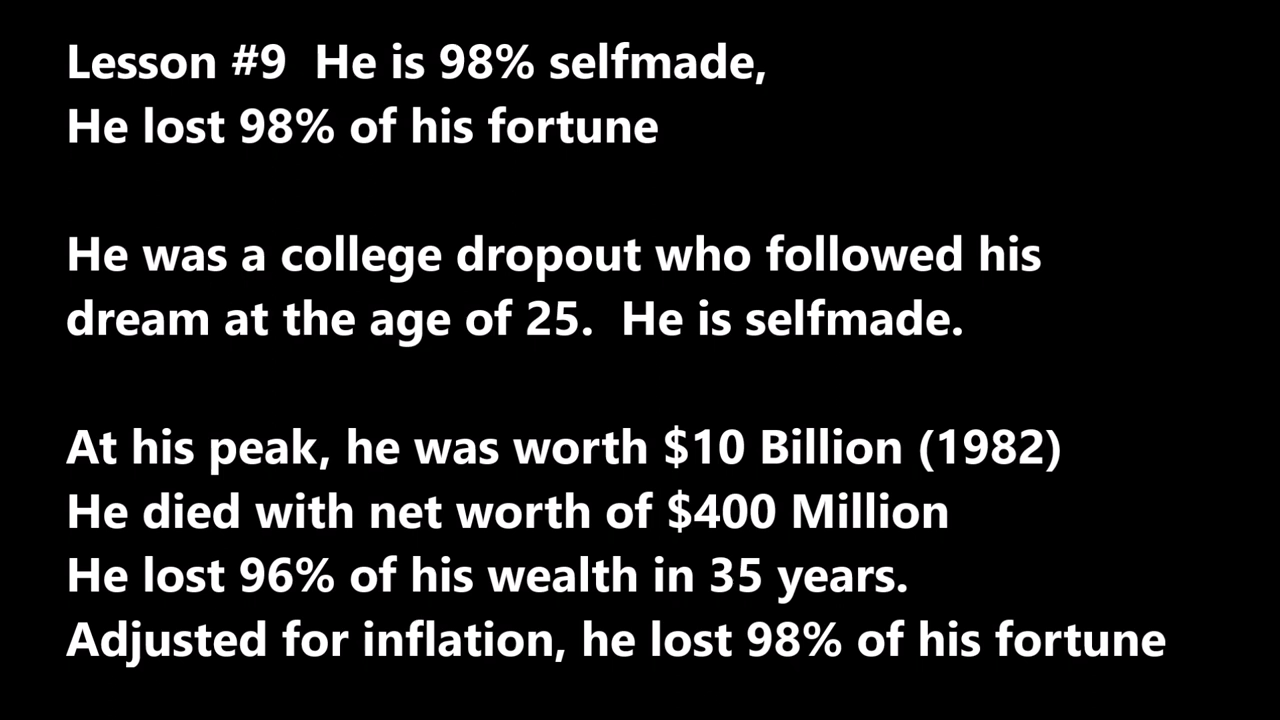 Lesson #9  He is 98% selfmade,
He lost 98% of his fortune
He was a college dropout who followed his
dream at the age of 25.  He is selfmade.
At his peak, he was worth $10 Billion (1982)
He died with net worth of $400 Million
He lost 96% of his wealth in 35 years.
Adjusted for inflation, he lost 98% of his fortune